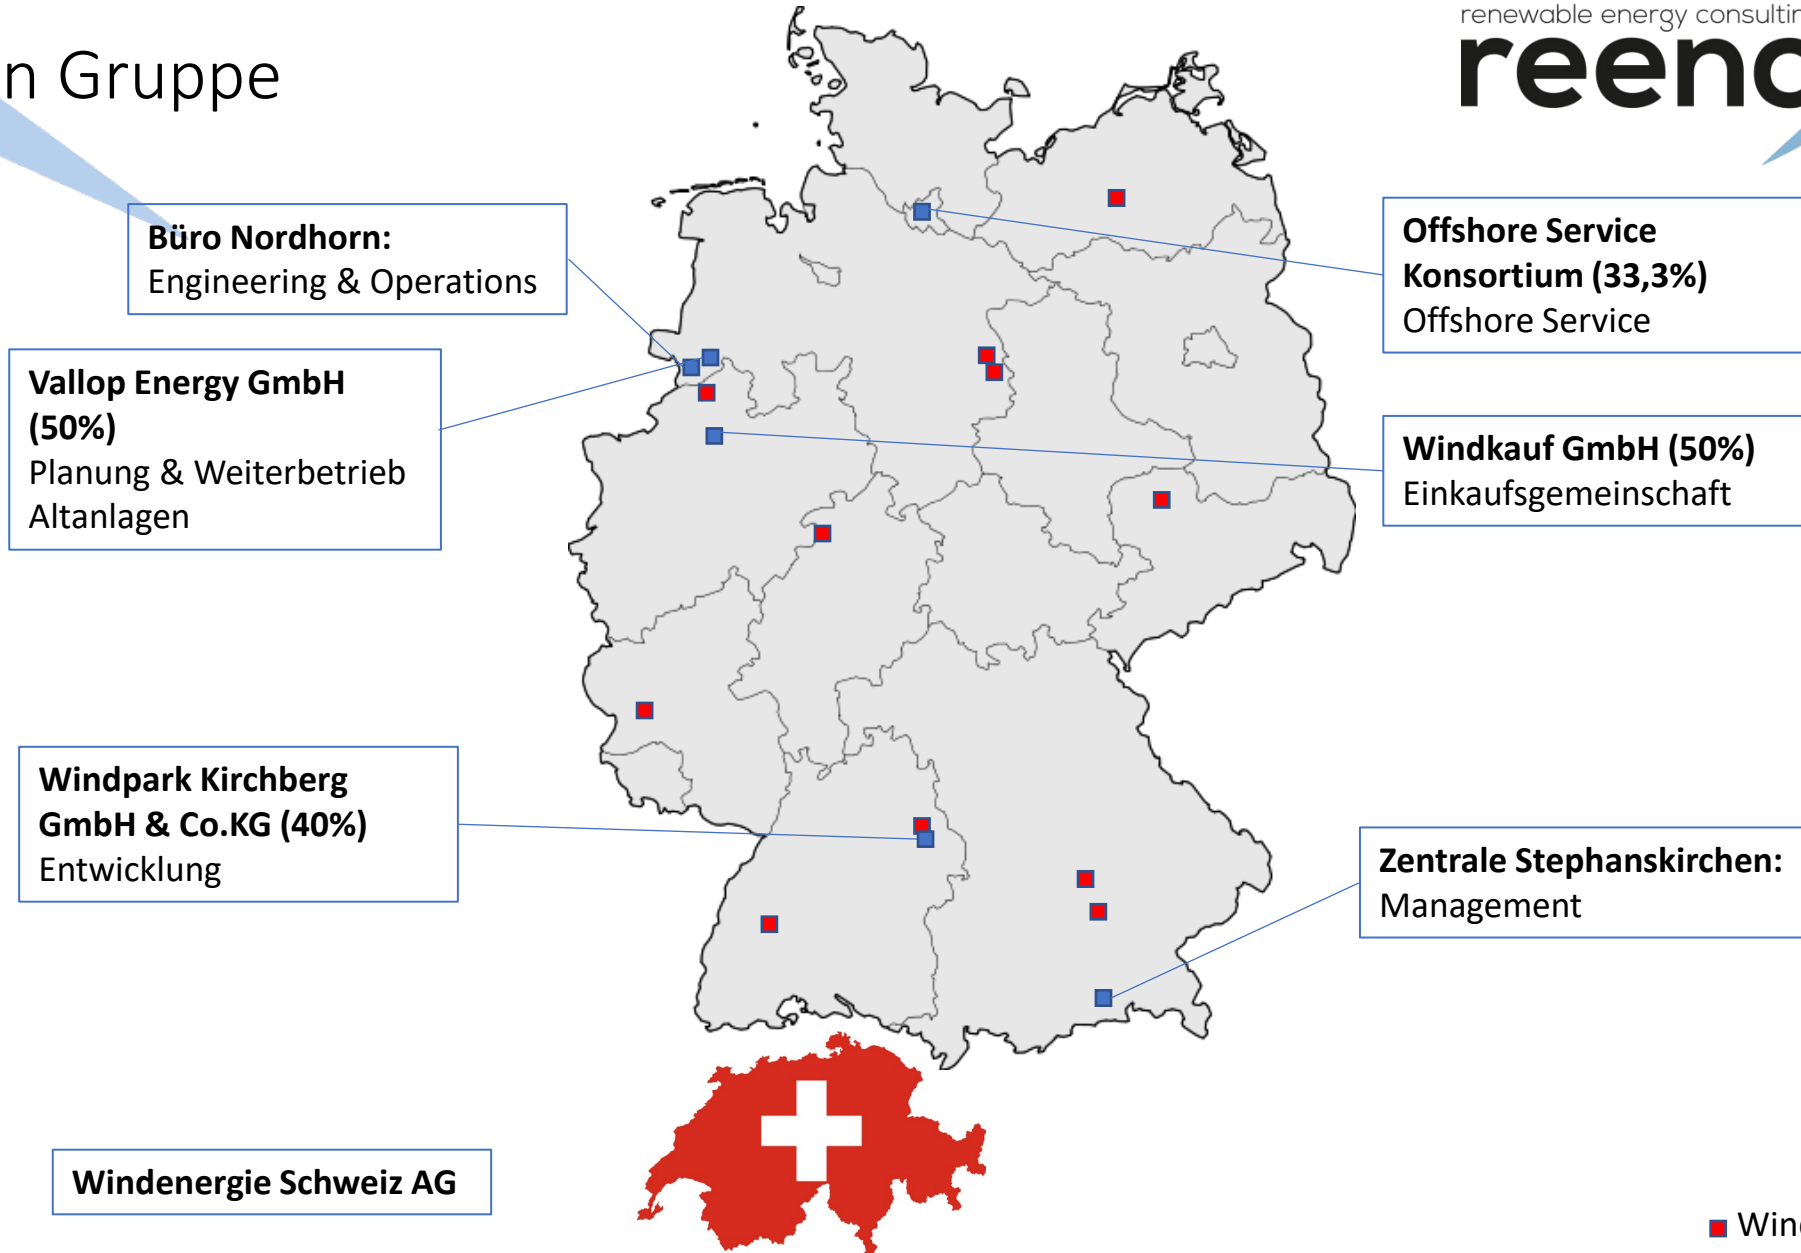 n Gruppe
renewable energy consultin
reenc
Büro Nordhorn:
Engineering & Operations
Vallop Energy GmbH
(50%)
Planung & Weiterbetrieb
Altanlagen
Windpark Kirchberg
GmbH & Co.KG (40%)
Entwicklung
Offshore Service
Konsortium (33,3%)
Offshore Service
Windkauf GmbH (50%)
Einkaufsgemeinschaft
Zentrale Stephanskirchen:
Management
Windenergie Schweiz AG
Win